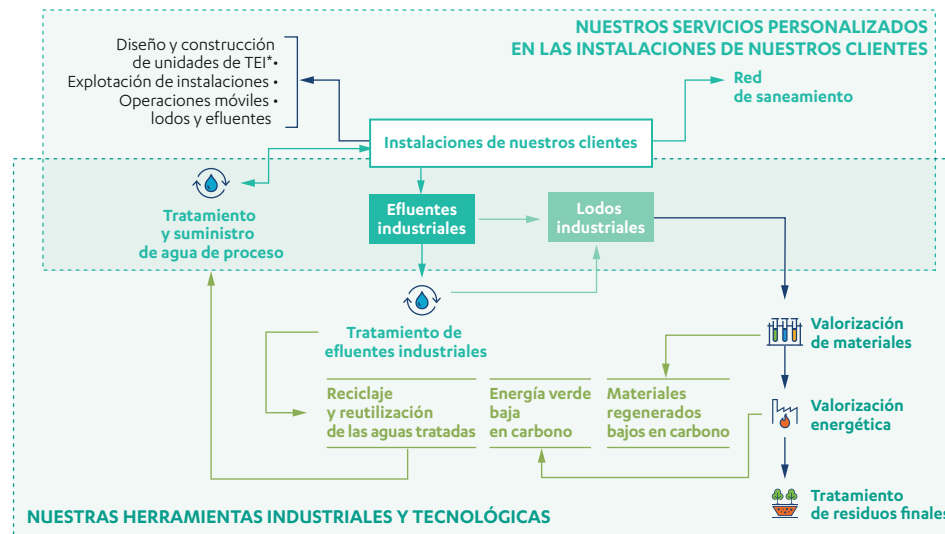 NUESTROS SERVICIOS PERSONALIZADOS
EN LAS INSTALACIONES DE NUESTROS CLIENTES
Diseño y construcción
de unidades de TEI*•
Explotación de instalaciones •
Operaciones móviles •
lodos y efluentes
Red
de saneamiento
Instalaciones de nuestros clientes
Tratamiento
y suministro
de agua de proceso
Efluentes
industriales
Lodos
industriales
Tratamiento de
efluentes industriales
Valorización
de materiales
Reciclaje
y reutilización
de las aguas tratadas
Energía verde
baja
en carbono
Materiales
regenerados
bajos en carbono
Valorización
energética
Tratamiento
de residuos finales
NUESTRAS HERRAMIENTAS INDUSTRIALES Y TECNOLÓGICAS